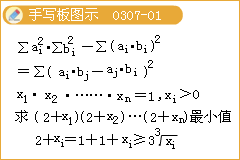 手写板图示 0307-01
∑aᵢ²·∑bᵢ²-∑(aᵢ·bᵢ)²
=∑(aᵢ·bⱼ-aⱼ·bᵢ)²
x₁·x₂·……·xₙ=1,xᵢ>0
求(2+x₁)(2+x₂)…(2+xₙ)最小值
2+xᵢ=1+1+xᵢ≥3∛xᵢ